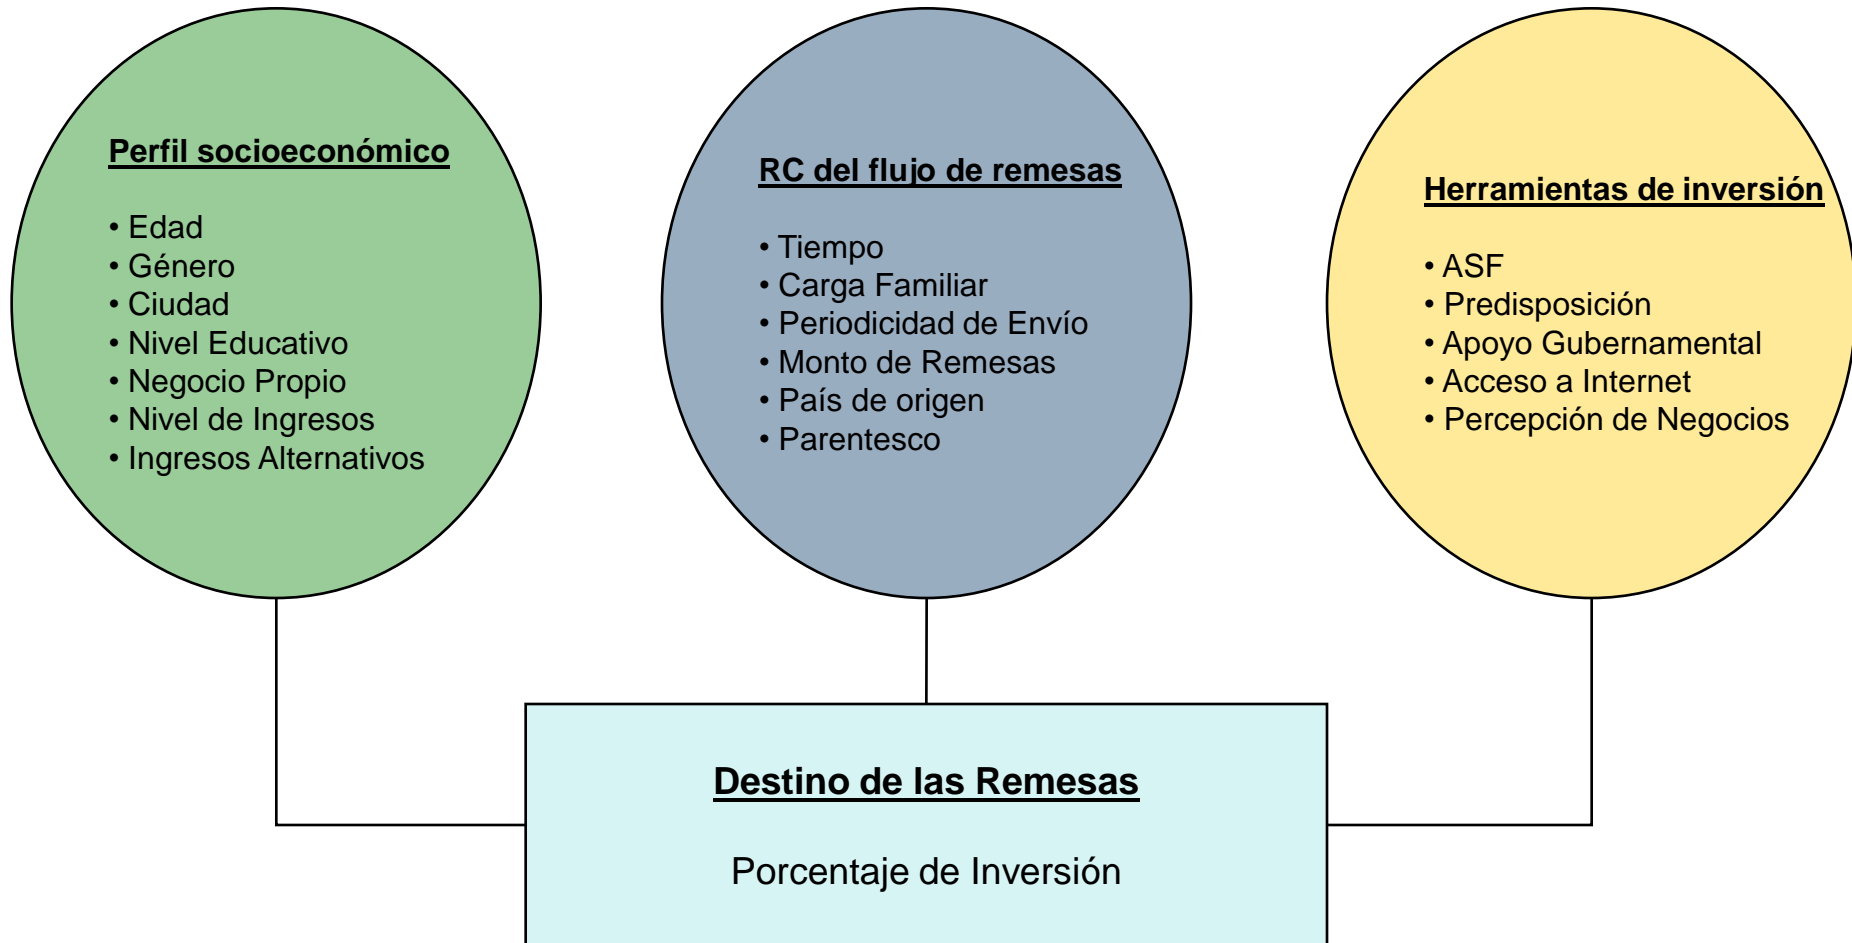 Perfil socioeconómico
• Edad
• Género
• Ciudad
• Nivel Educativo
• Negocio Propio
• Nivel de Ingresos
• Ingresos Alternativos
RC del flujo de remesas
• Tiempo
• Carga Familiar
• Periodicidad de Envío
• Monto de Remesas
• País de origen
• Parentesco
Herramientas de inversión
• ASF
• Predisposición
• Apoyo Gubernamental
• Acceso a Internet
• Percepción de Negocios
Destino de las Remesas
Porcentaje de Inversión